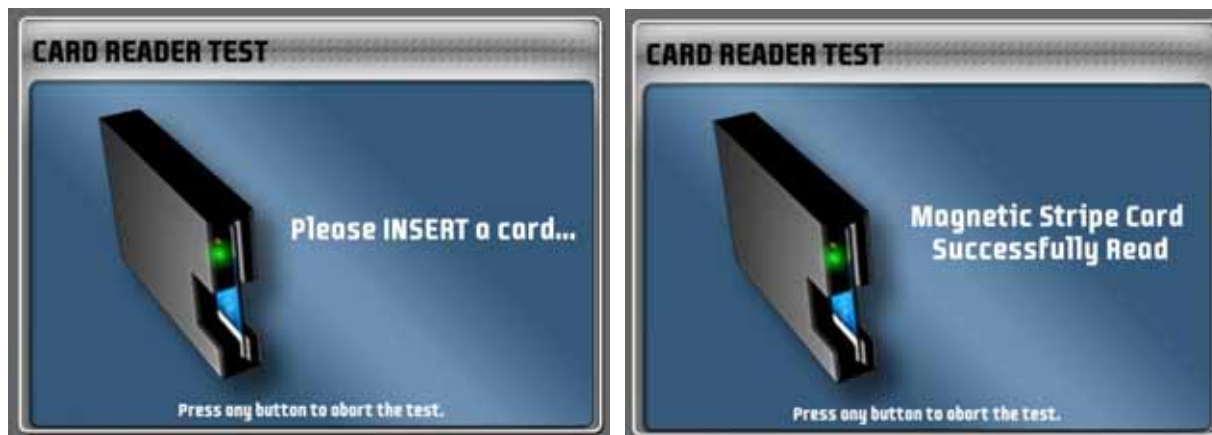 CARD READER TEST
Please INSERT a card...
Press any button to abort the test.
CARD READER TEST
Magnetic Stripe Card
Successfully Read
Press any button to abort the test.